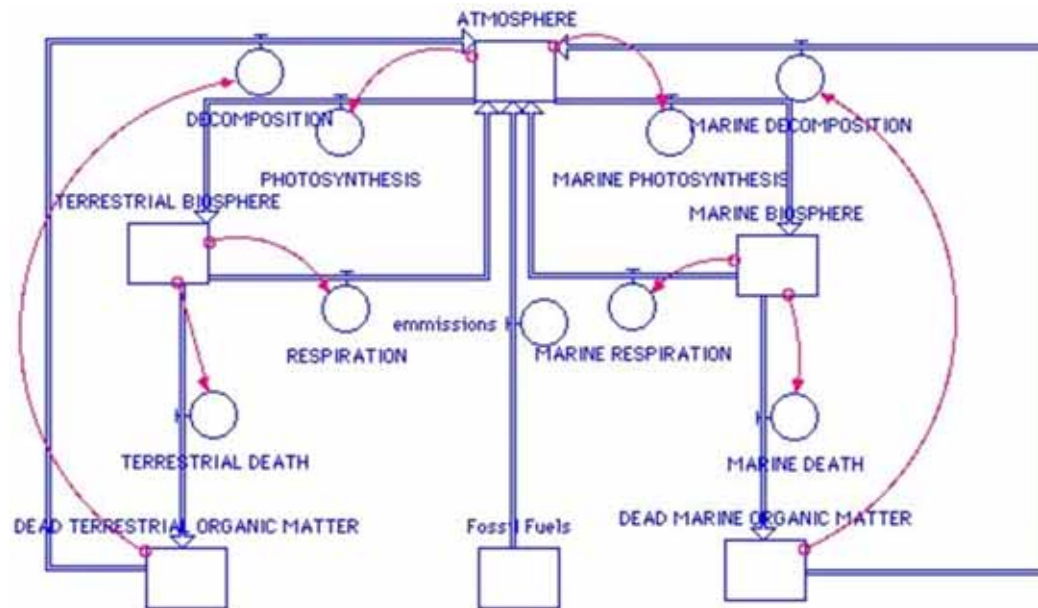 ATMOSPHERE
DECOMPOSITION
MARINE DECOMPOSITION
PHOTOSYNTHESIS
MARINE PHOTOSYNTHESIS
TERRESTRIAL BIOSPHERE
MARINE BIOSPHERE
emmissions
RESPIRATION
MARINE RESPIRATION
TERRESTRIAL DEATH
MARINE DEATH
DEAD TERRESTRIAL ORGANIC MATTER
Fossil Fuels
DEAD MARINE ORGANIC MATTER